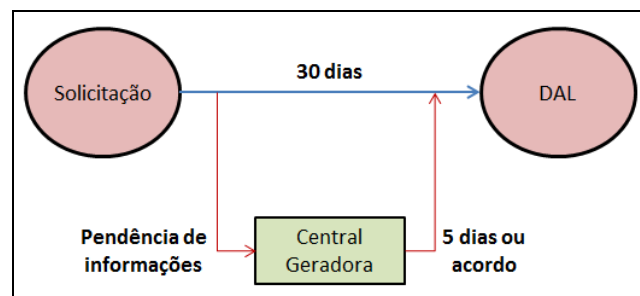 30 dias
Solicitação
DAL
Pendência de
informações
Central
Geradora
5 dias ou
acordo